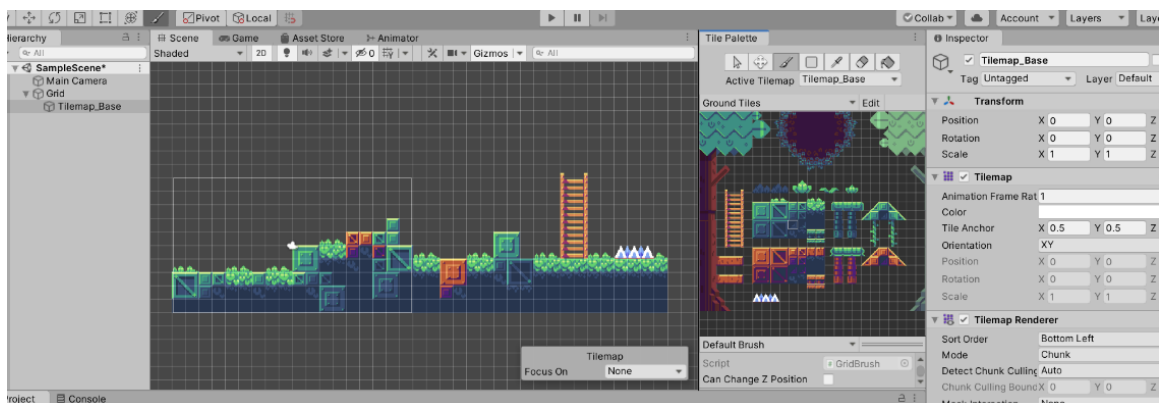 Pivot Local Collab Account Layers Laye
Hierarchy Scene Game Asset Store Animator Tile Palette Inspector
All Shaded 2D 0 Gizmos All
SampleScene* Tilemap_Base
Main Camera Active Tilemap Tilemap_Base Tag Untagged Layer Default
Grid Ground Tiles Edit Transform
Tilemap_Base
Position X 0 Y 0 Z
Rotation X 0 Y 0 Z
Scale X 1 Y 1 Z
Tilemap
Animation Frame Rat 1
Color
Tile Anchor X 0.5 Y 0.5 Z
Orientation XY
Position X 0 Y 0 Z
Rotation X 0 Y 0 Z
Scale X 1 Y 1 Z
Tilemap Renderer
Sort Order Bottom Left
Default Brush Mode Chunk
Tilemap
Focus On None
Script GridBrush
Can Change Z Position
Detect Chunk Culling Auto
Chunk Culling Bound X 0 Y 0 Z
Project Console